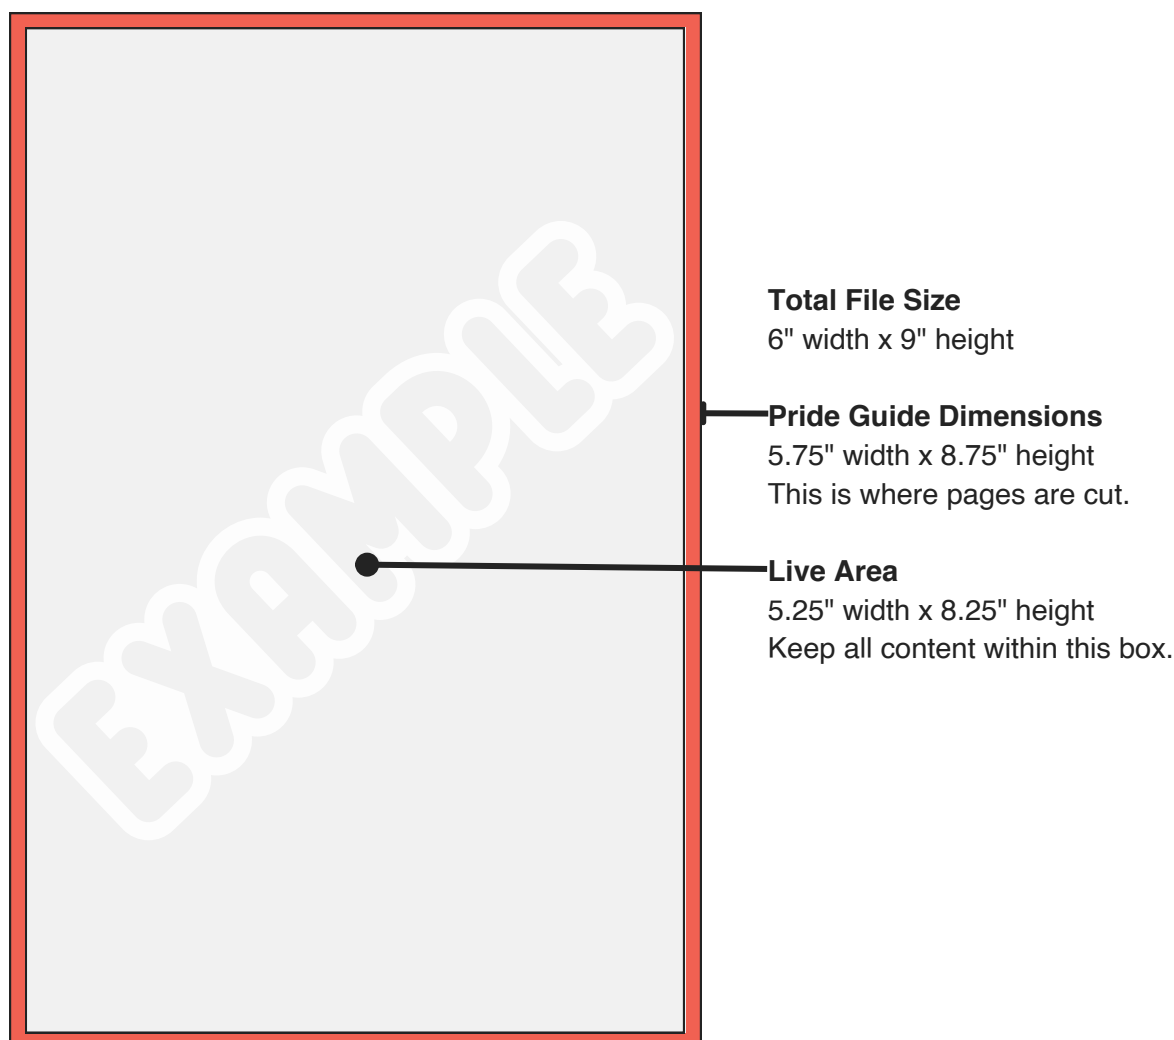 EXAMPLE
Total File Size
6" width x 9" height
Pride Guide Dimensions
5.75" width x 8.75" height
This is where pages are cut.
Live Area
5.25" width x 8.25" height
Keep all content within this box.